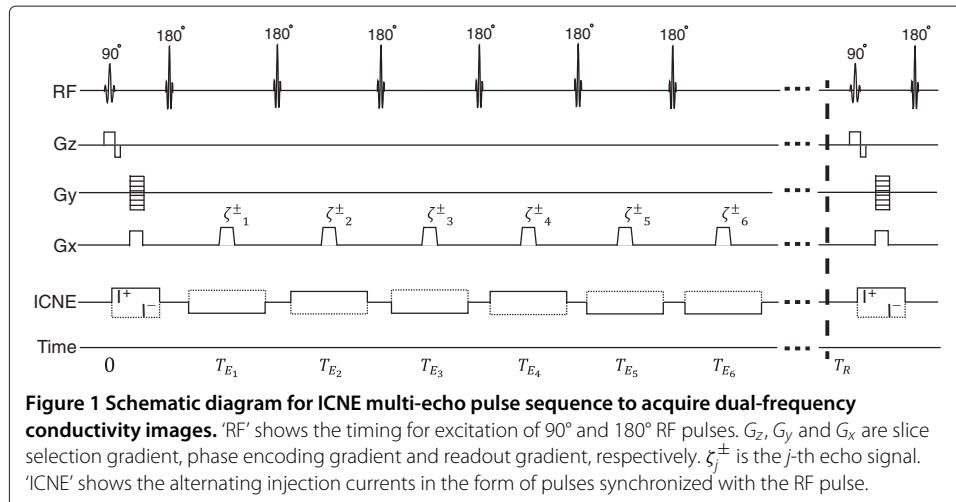 180° 180° 180° 180° 180° 180° 180°
90° 90°
RF
Gz
Gy
ζ±1 ζ±2 ζ±3 ζ±4 ζ±5 ζ±6
Gx
I+ I+
ICNE
I− I−
Time
0 TE1 TE2 TE3 TE4 TE5 TE6 TR
Figure 1 Schematic diagram for ICNE multi-echo pulse sequence to acquire dual-frequency
conductivity images. 'RF' shows the timing for excitation of 90° and 180° RF pulses. Gz, Gy and Gx are slice
selection gradient, phase encoding gradient and readout gradient, respectively. ζj± is the j-th echo signal.
'ICNE' shows the alternating injection currents in the form of pulses synchronized with the RF pulse.